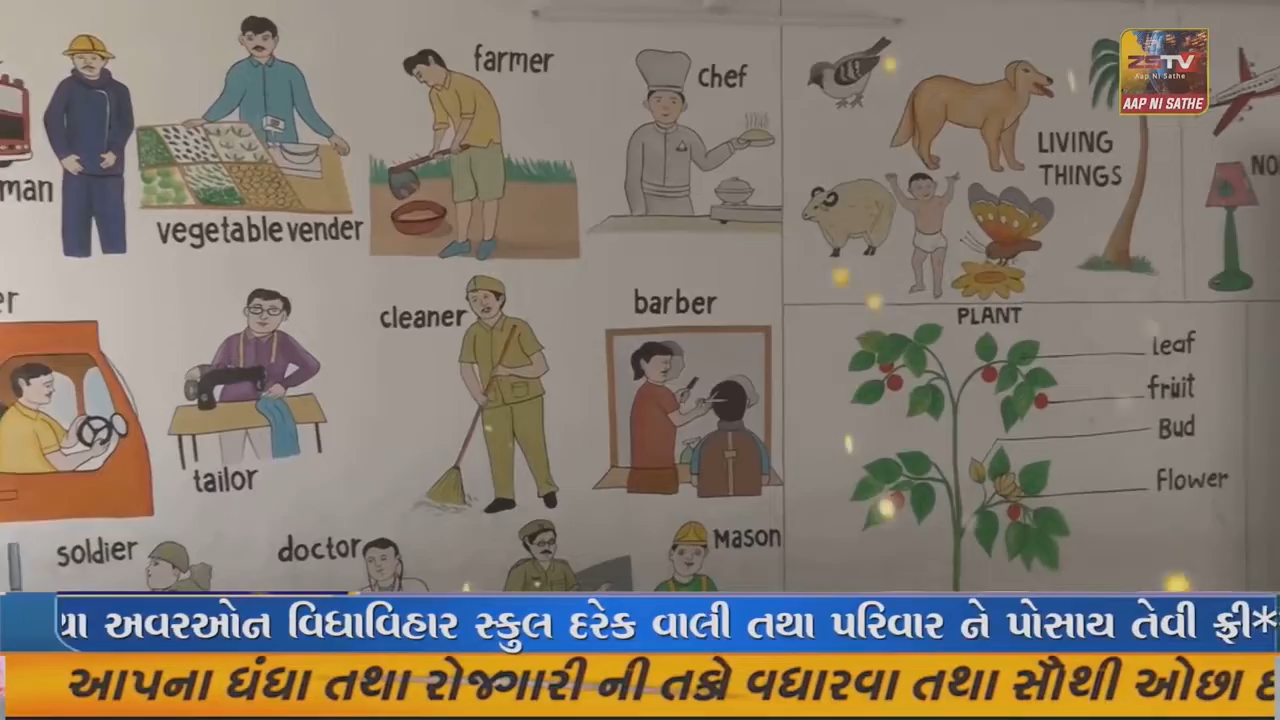 ZSTV
Aap Ni Sathe
AAP NI SATHE
farmer
chef
man
vegetable vender
LIVING
THINGS
NO
er
cleaner
barber
tailor
PLANT
leaf
fruit
Bud
Flower
soldier
doctor
Mason
અવરઓન વિધાવિહાર સ્કુલ દરેક વાલી તથા પરિવાર ને પોસાય તેવી ફ્રી*
આપના ધંધા તથા રોજગારી ની તકો વધારવા તથા સૌથી ઓછા